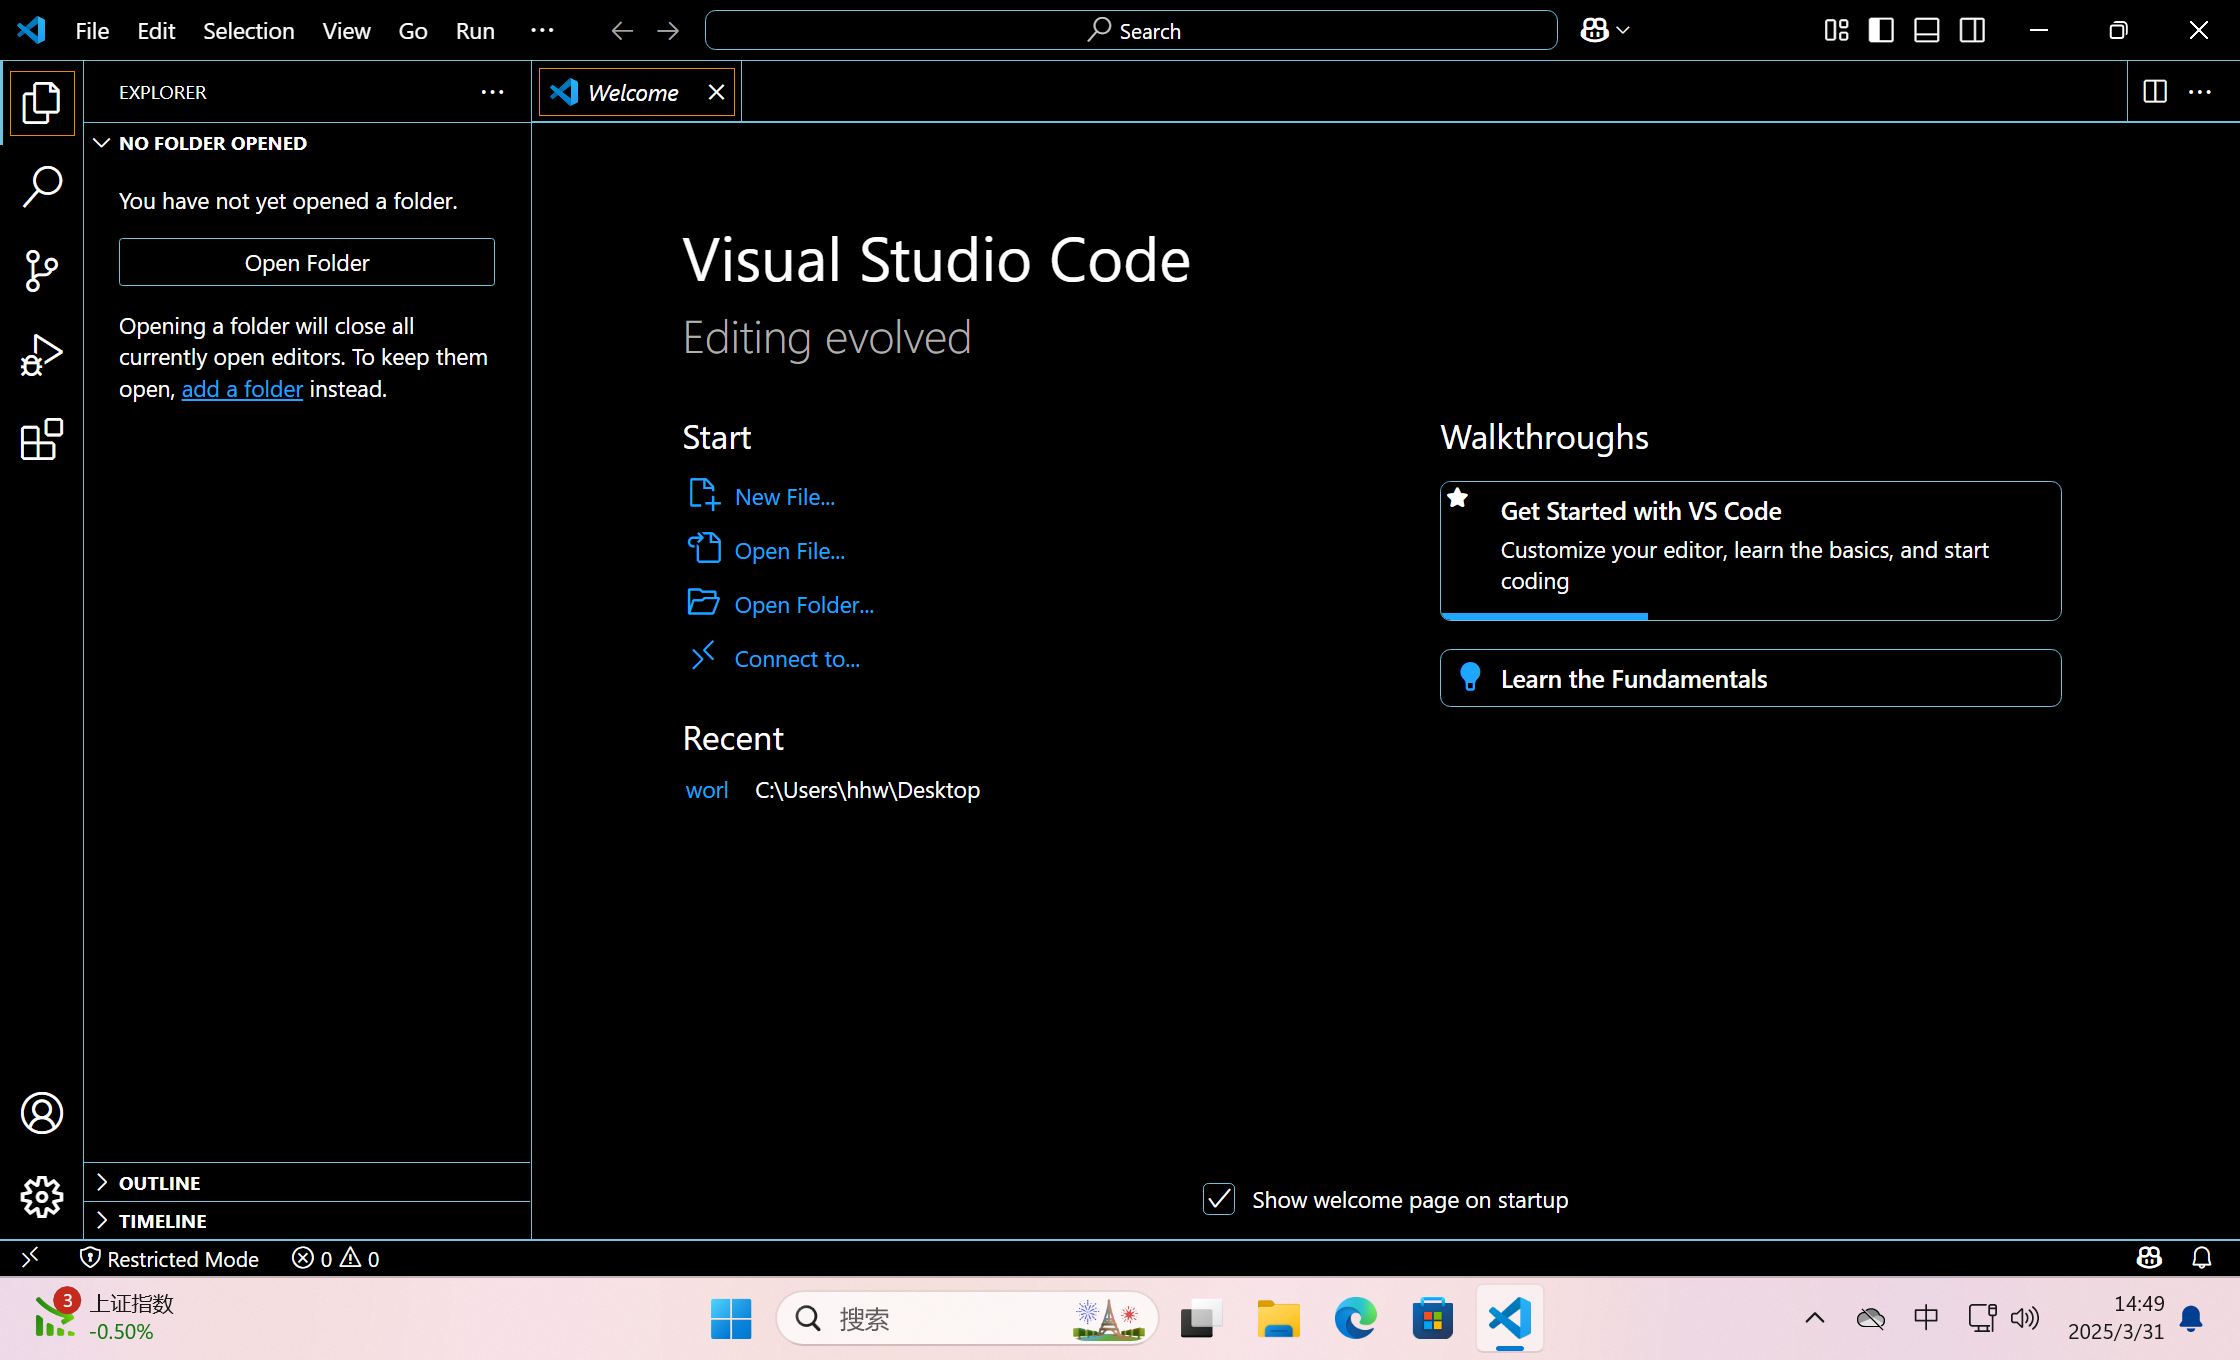 File Edit Selection View Go Run
Search
EXPLORER
Welcome
NO FOLDER OPENED
You have not yet opened a folder.
Open Folder
Opening a folder will close all
currently open editors. To keep them
open, add a folder instead.
Visual Studio Code
Editing evolved
Start
New File...
Open File...
Open Folder...
Connect to...
Recent
worl C:\Users\hhw\Desktop
Walkthroughs
Get Started with VS Code
Customize your editor, learn the basics, and start
coding
Learn the Fundamentals
Show welcome page on startup
OUTLINE
TIMELINE
Restricted Mode 0 0
3
上证指数
-0.50%
搜索
中
14:49
2025/3/31